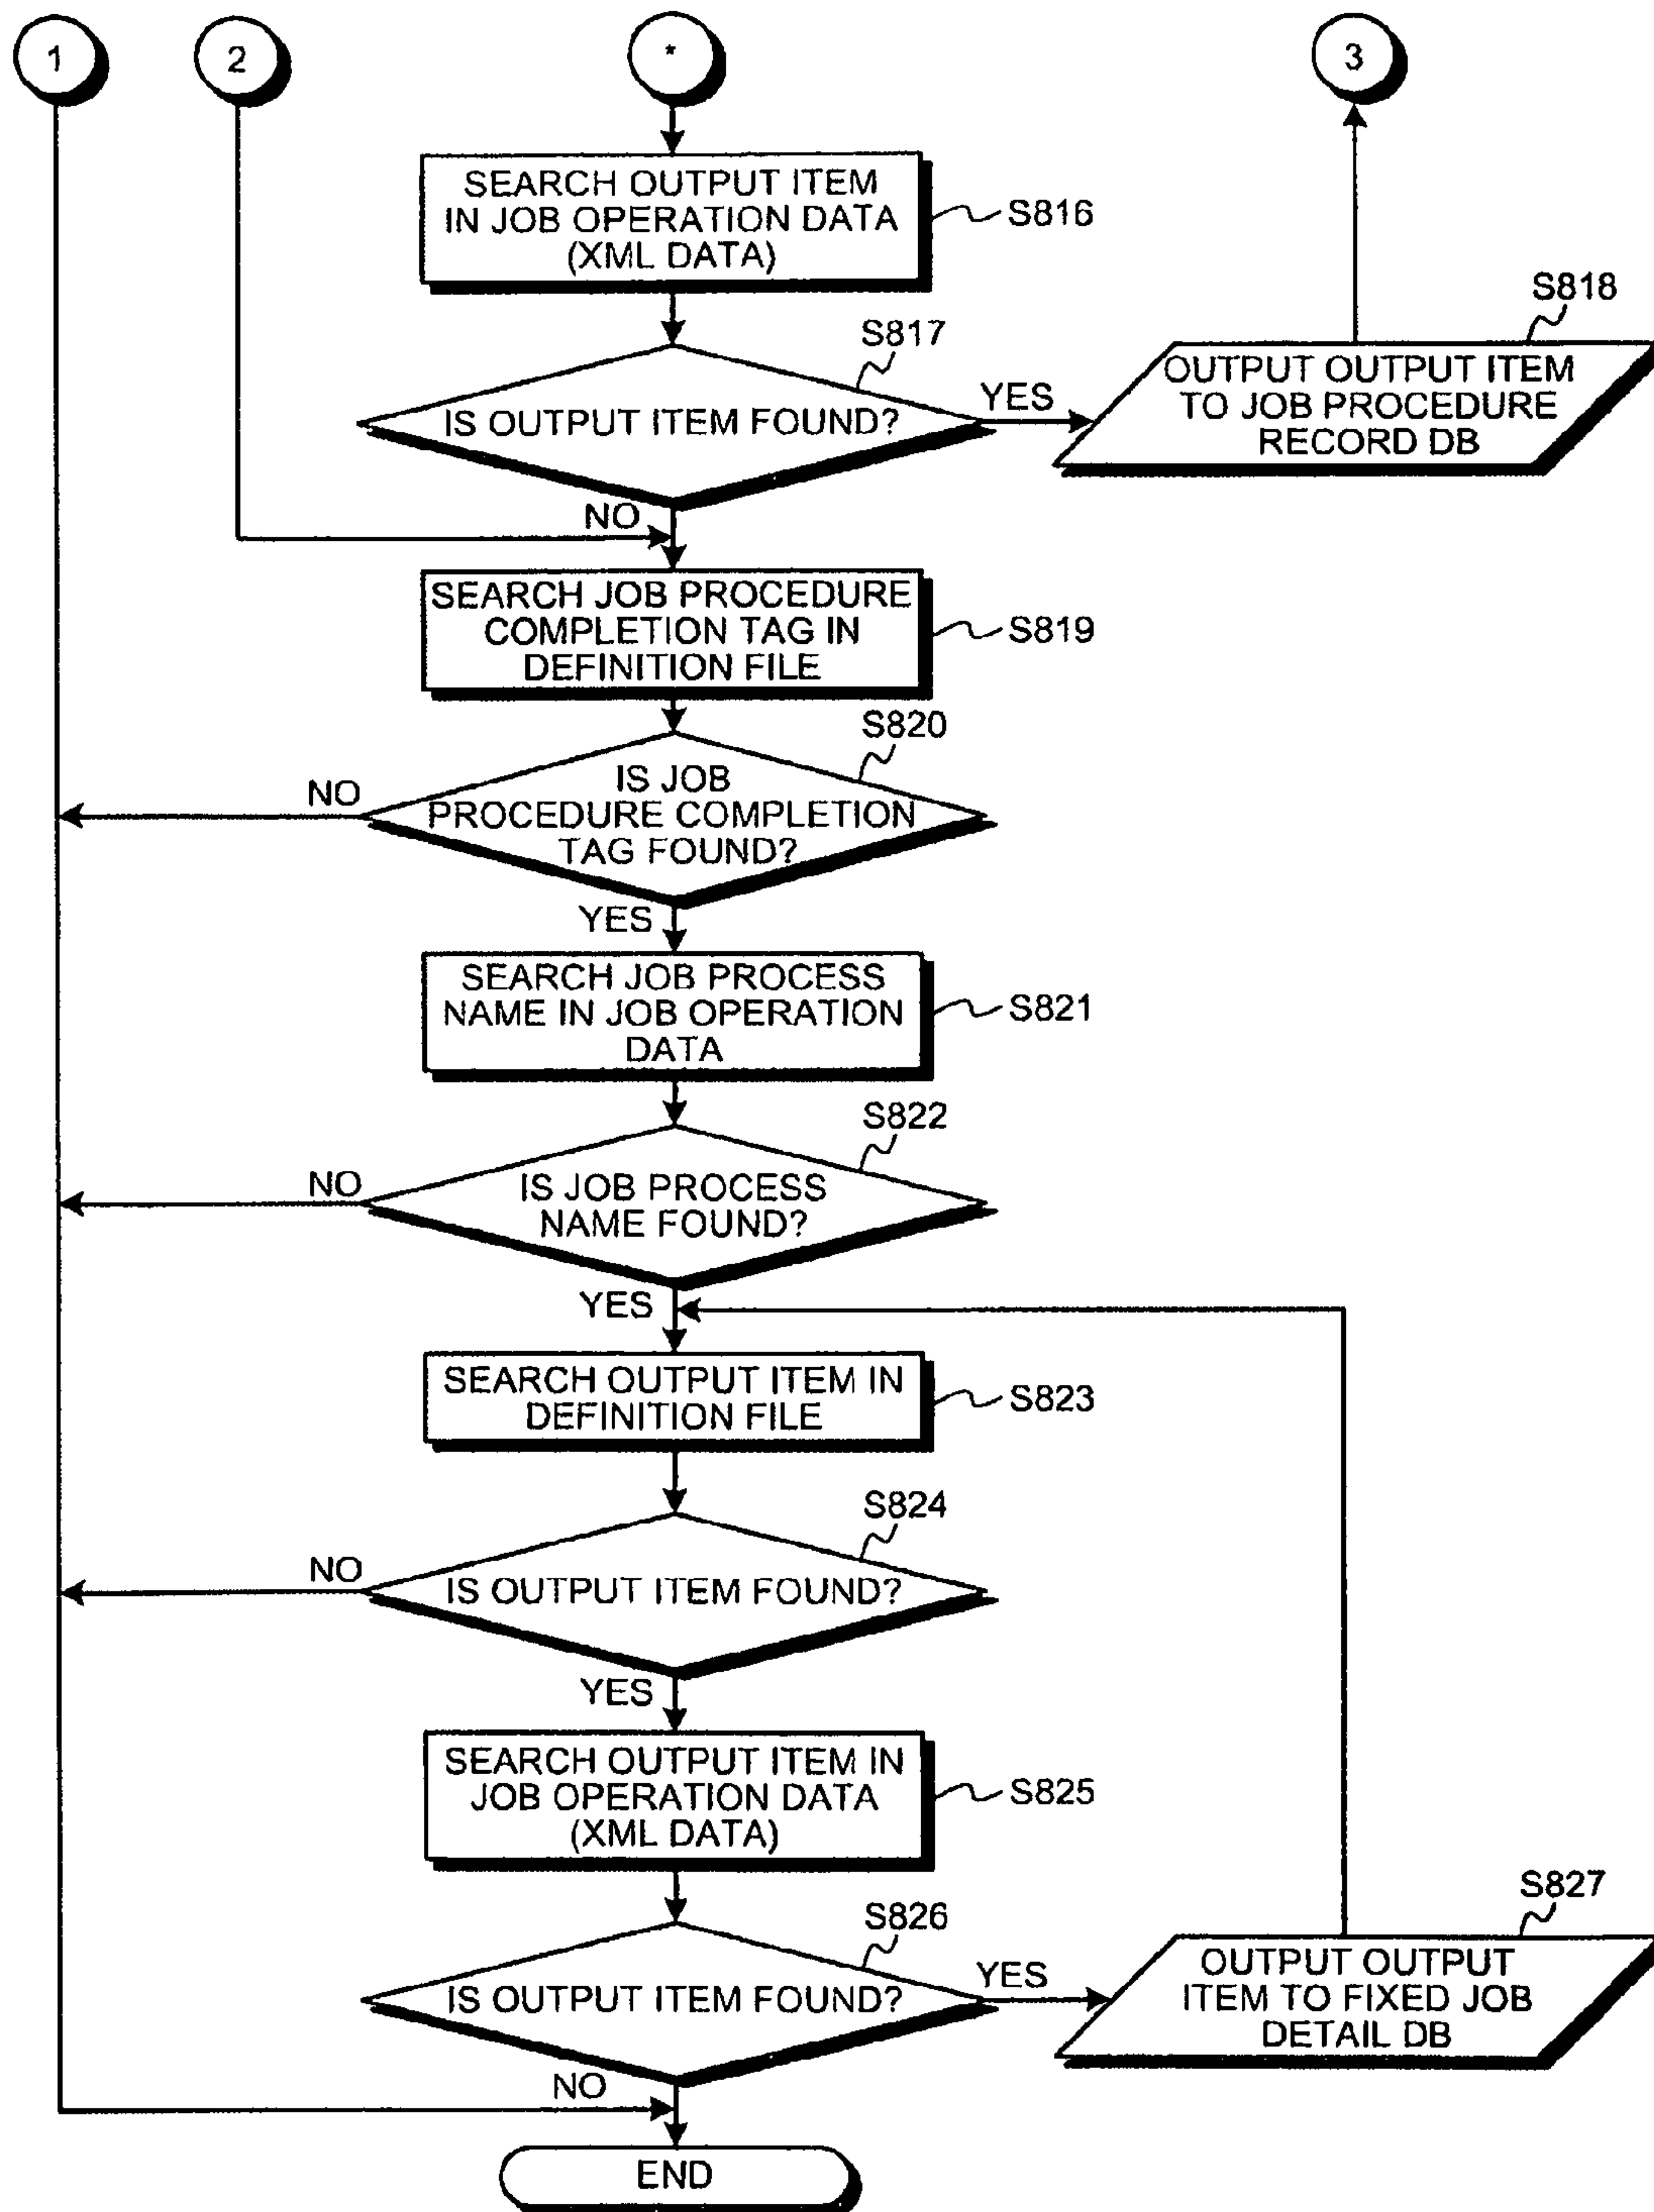 1
2
*
3
SEARCH OUTPUT ITEM
IN JOB OPERATION DATA
(XML DATA)
S816
S817
IS OUTPUT ITEM FOUND?
YES
NO
S818
OUTPUT OUTPUT ITEM
TO JOB PROCEDURE
RECORD DB
SEARCH JOB PROCEDURE
COMPLETION TAG IN
DEFINITION FILE
S819
S820
IS JOB
PROCEDURE COMPLETION
TAG FOUND?
NO
YES
SEARCH JOB PROCESS
NAME IN JOB OPERATION
DATA
S821
S822
IS JOB PROCESS
NAME FOUND?
NO
YES
SEARCH OUTPUT ITEM IN
DEFINITION FILE
S823
S824
IS OUTPUT ITEM FOUND?
NO
YES
SEARCH OUTPUT ITEM IN
JOB OPERATION DATA
(XML DATA)
S825
S826
IS OUTPUT ITEM FOUND?
YES
NO
S827
OUTPUT OUTPUT
ITEM TO FIXED JOB
DETAIL DB
END